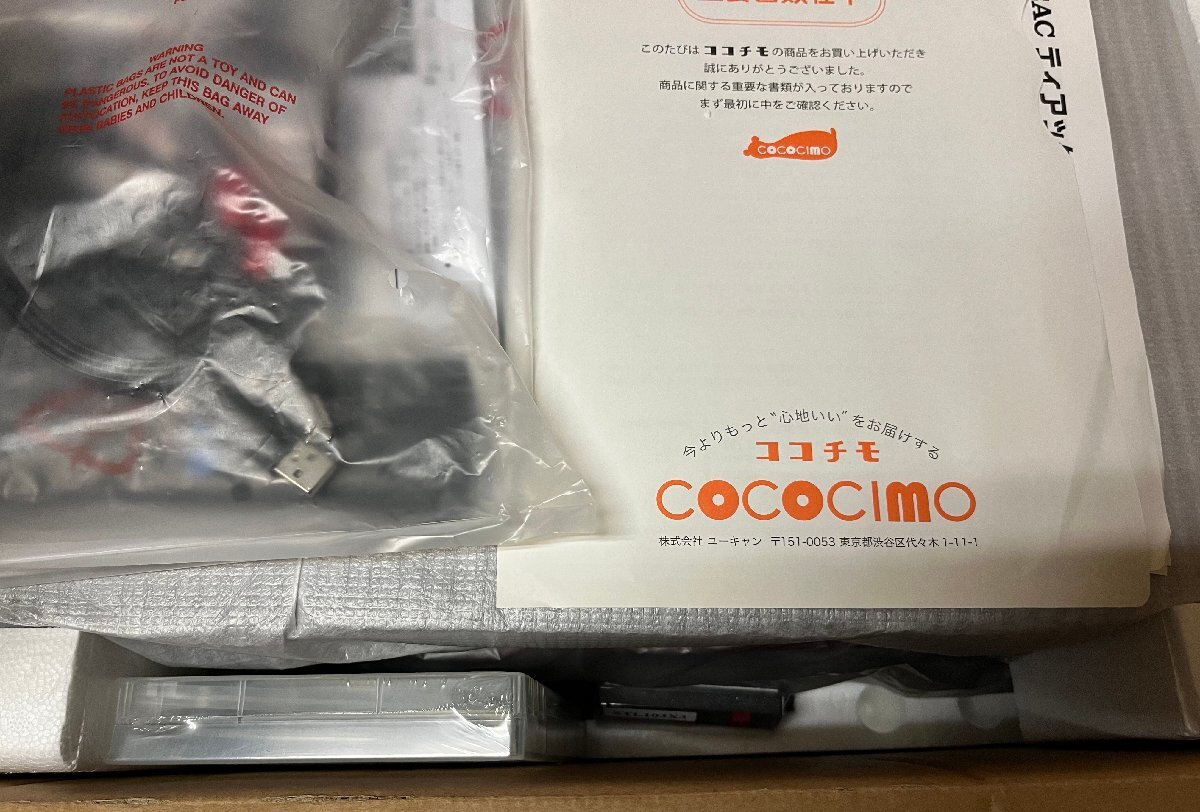 WARNING
PLASTIC BAGS ARE NOT A TOY AND CAN
BE DANGEROUS. TO AVOID DANGER OF
KEEP THIS BAG AWAY
BABIES AND CHILDREN.
このたびは ココチモ の商品をお買い上げいただき
誠にありがとうございました。
商品に関する重要な書類が入っておりますので
まず最初に中をご確認ください。
COCOCIMO
今よりもっと"心地いい"をお届けする
ココチモ
COCOCIMO
株式会社 ユーキャン 〒151-0053 東京都渋谷区代々木 1-11-1
EAC ティアック